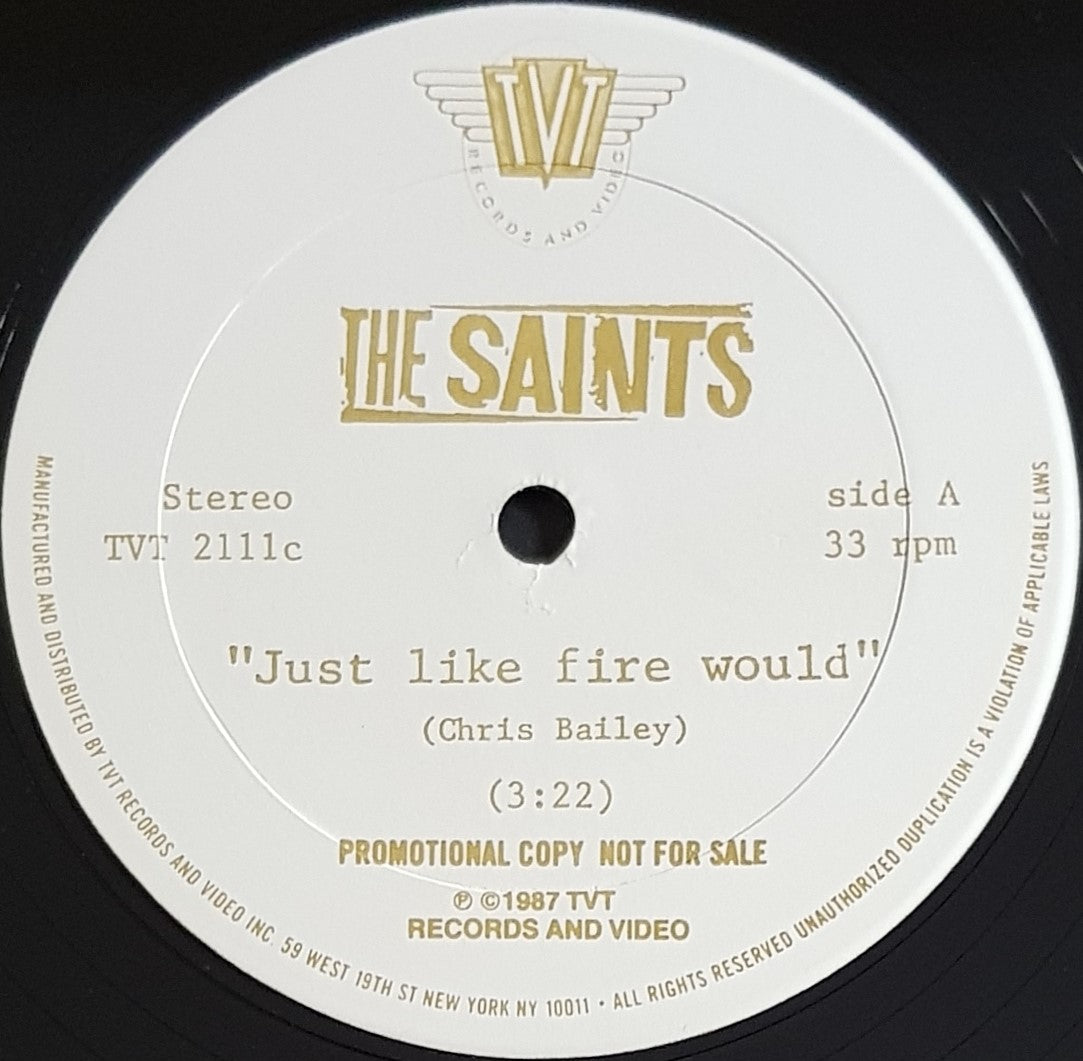 TVT
RECORDS AND VIDEO
THE SAINTS
Stereo
side A
TVT 2111c
33 rpm
"Just like fire would"
(Chris Bailey)
(3:22)
PROMOTIONAL COPY NOT FOR SALE
℗ ©1987 TVT
RECORDS AND VIDEO
MANUFACTURED AND DISTRIBUTED BY TVT RECORDS AND VIDEO INC. 59 WEST 19TH ST NEW YORK NY 10011 • ALL RIGHTS RESERVED UNAUTHORIZED DUPLICATION IS A VIOLATION OF APPLICABLE LAWS